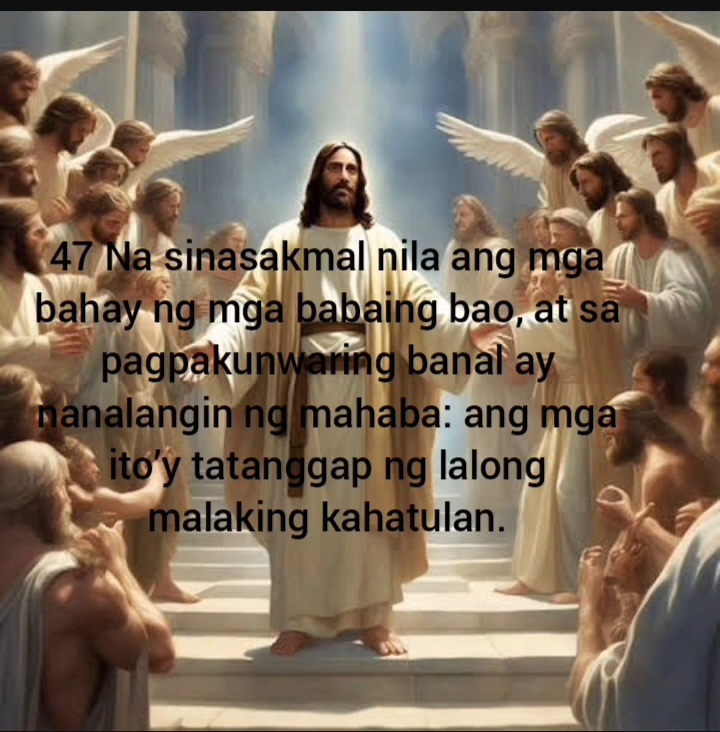 47 Na sinasakmal nila ang mga
bahay ng mga babaing bao, at sa
pagpakunwaring banal ay
nanalangin ng mahaba: ang mga
ito'y tatanggap ng lalong
malaking kahatulan.